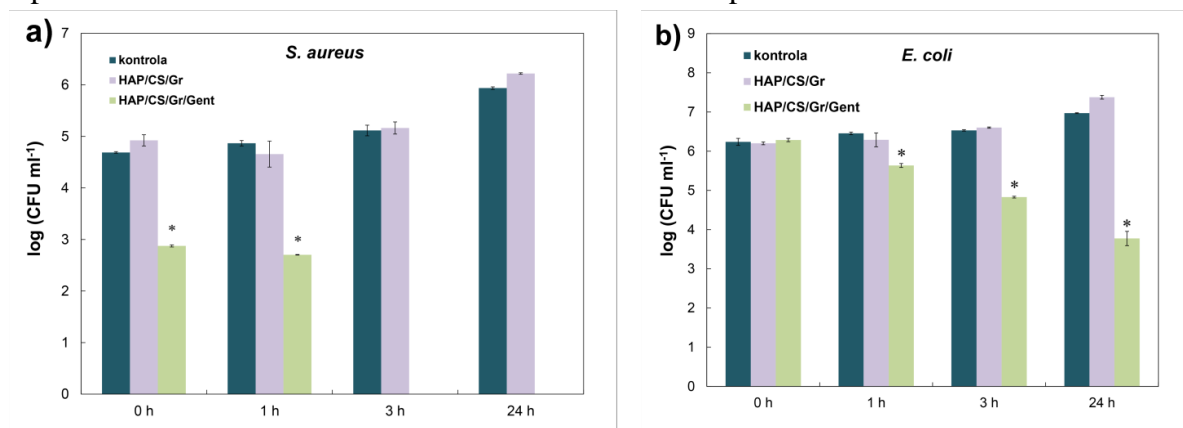 a)
S. aureus
kontrola
HAP/CS/Gr
HAP/CS/Gr/Gent
log (CFU ml⁻¹)
7
6
5
4
3
2
1
0
*
*
0 h 1 h 3 h 24 h
b)
E. coli
kontrola
HAP/CS/Gr
HAP/CS/Gr/Gent
log (CFU ml⁻¹)
9
8
7
6
5
4
3
2
1
0
*
*
*
0 h 1 h 3 h 24 h